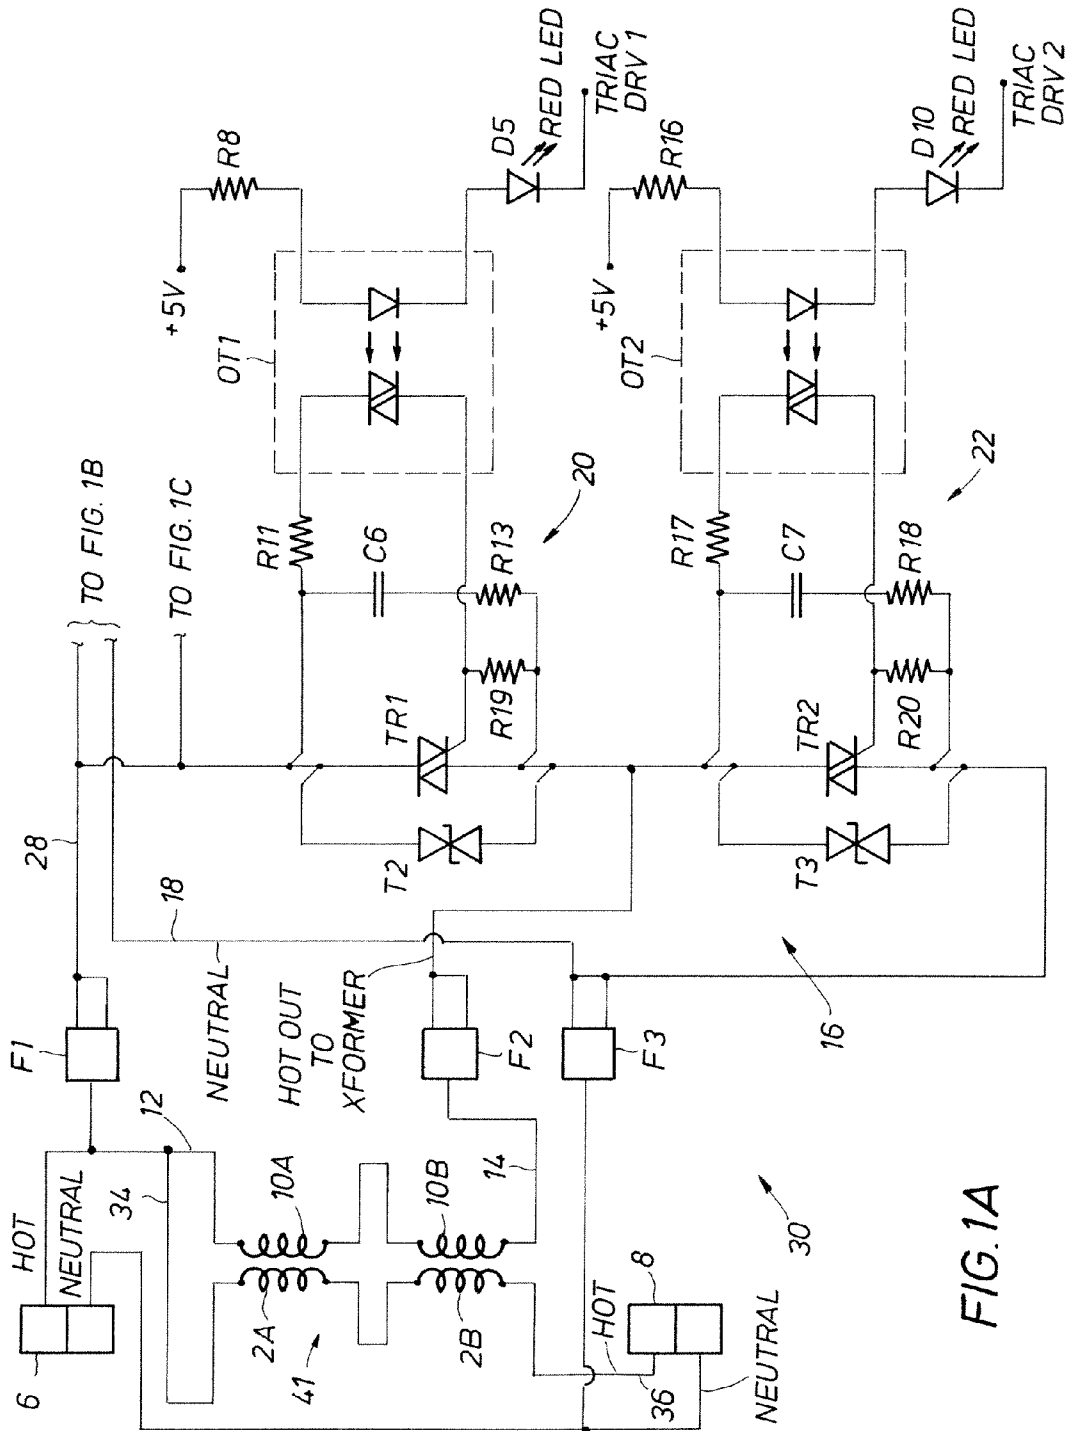 6
HOT
NEUTRAL
34
12
F1
28
TO FIG. 1B
TO FIG. 1C
+5V
R8
OT1
R11
C6
R13
R19
TR1
T2
20
D5
RED LED
TRIAC
DRV 1
+5V
R16
OT2
R17
C7
R18
R20
TR2
T3
22
D10
RED LED
TRIAC
DRV 2
18
NEUTRAL
HOT OUT
TO
XFORMER
F2
F3
16
14
10A
10B
2A
2B
41
HOT
8
36
NEUTRAL
30
FIG. 1A